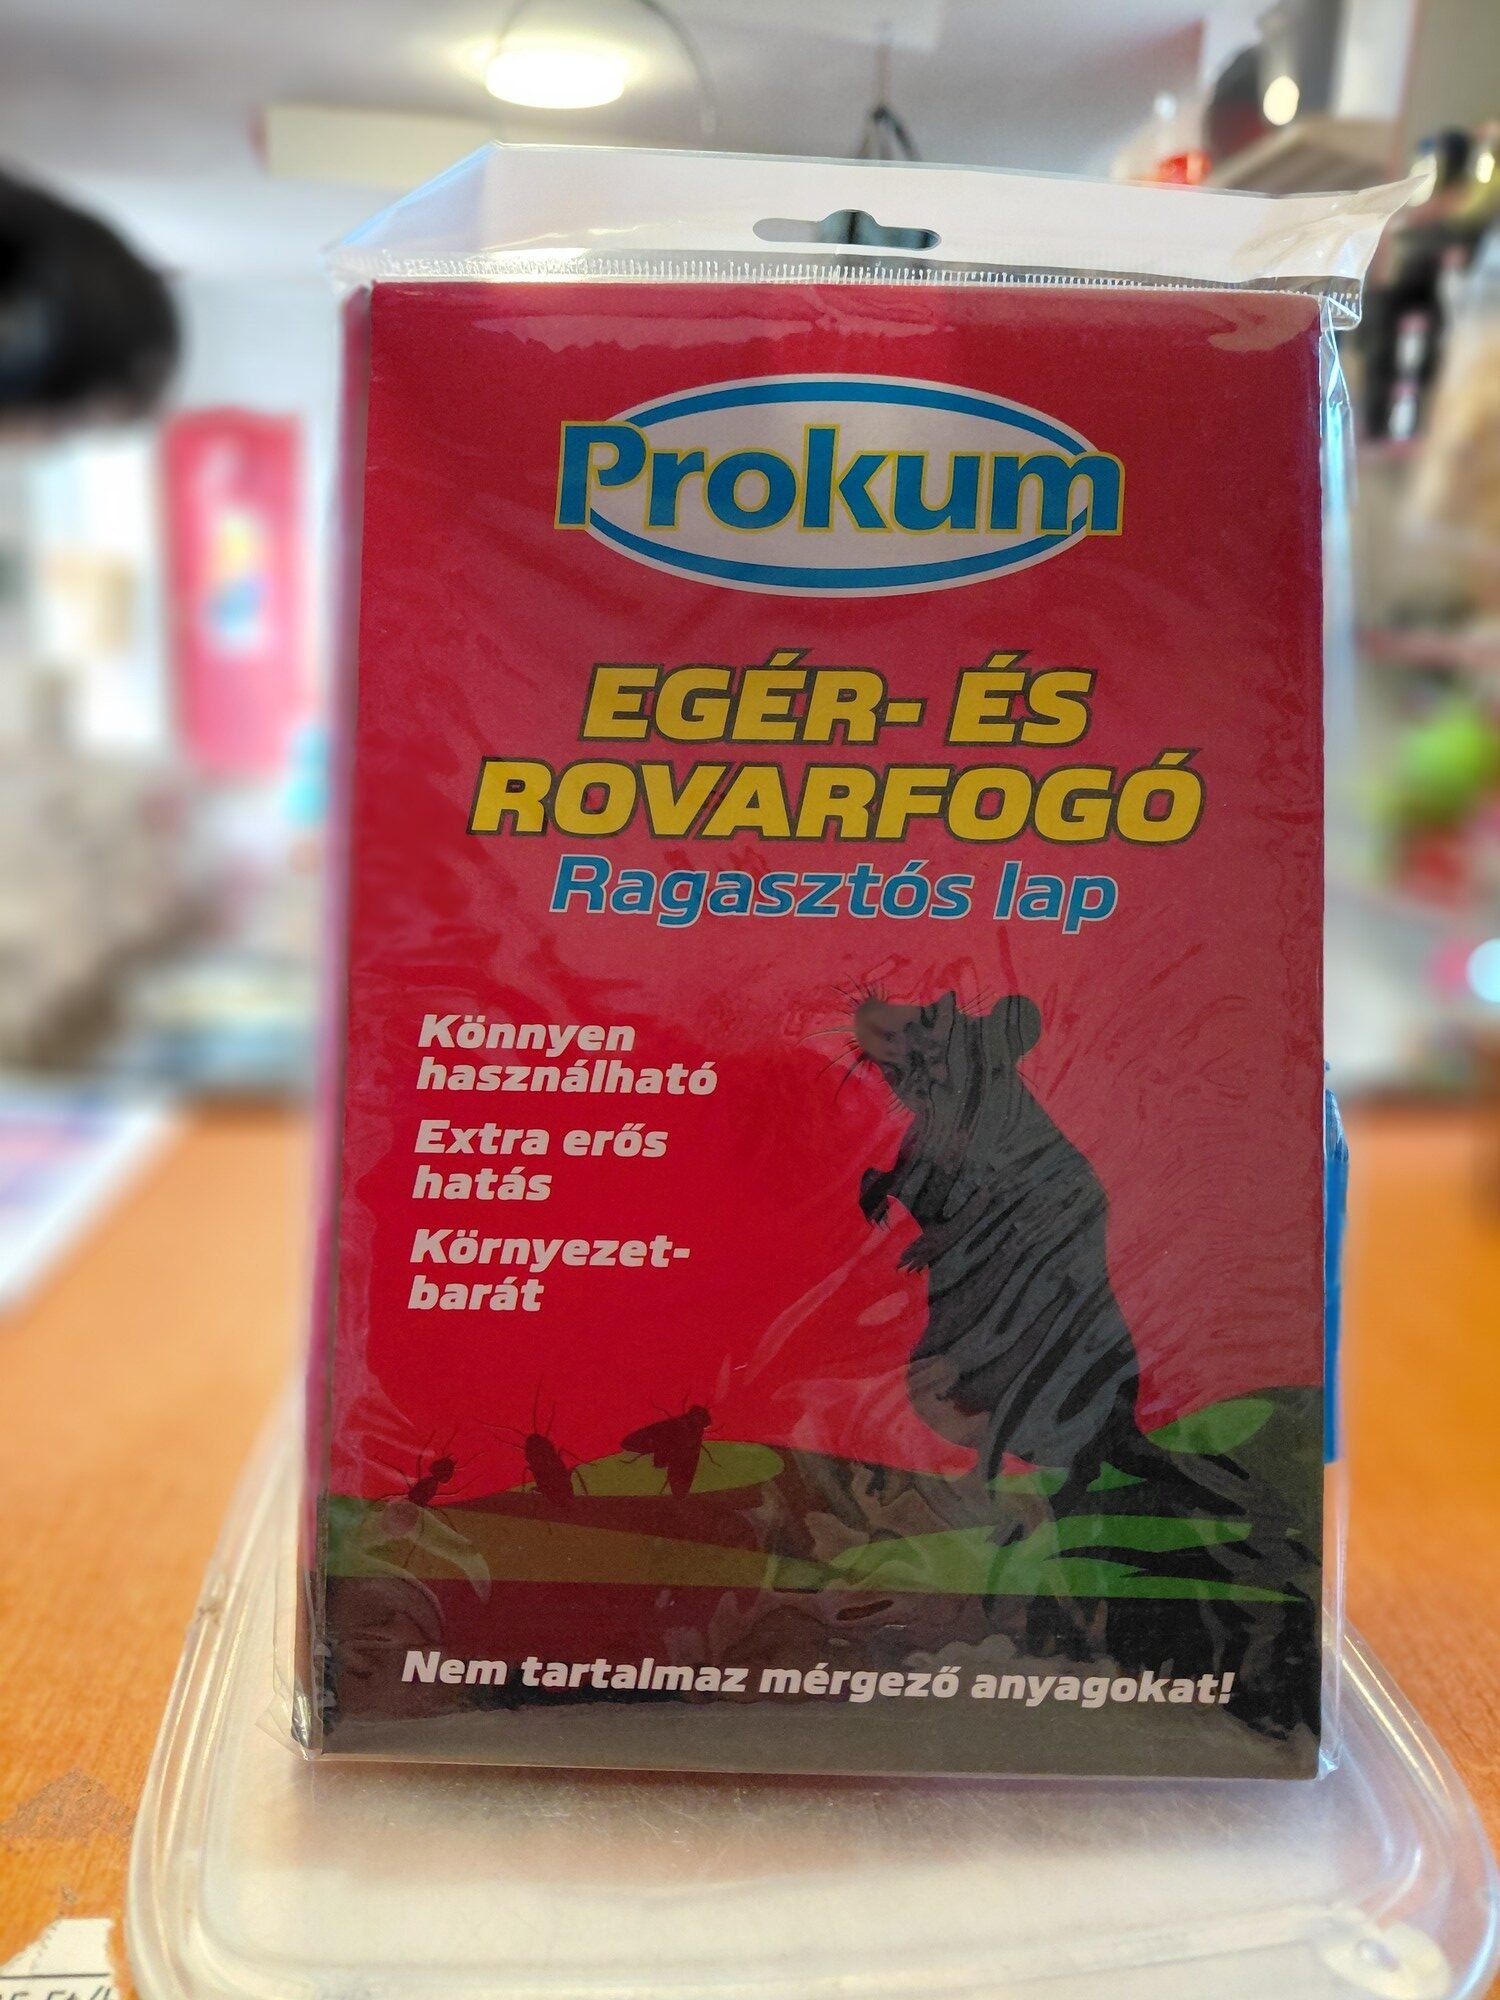 Prokum
EGÉR- ÉS
ROVARFOGÓ
Ragasztós lap
Könnyen
használható
Extra erős
hatás
Környezet-
barát
Nem tartalmaz mérgező anyagokat!